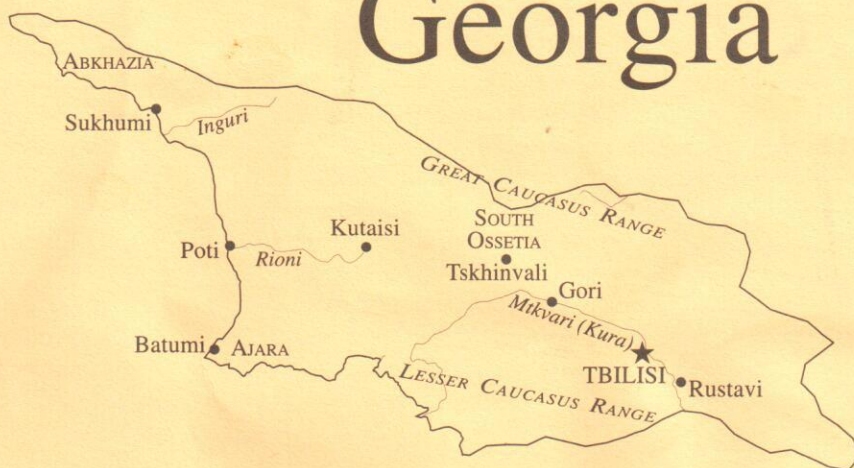 Georgia
ABKHAZIA
Sukhumi
Inguri
GREAT CAUCASUS RANGE
SOUTH
OSSETIA
Kutaisi
Poti
Rioni
Tskhinvali
Gori
Mtkvari (Kura)
Batumi
AJARA
TBILISI
LESSER CAUCASUS RANGE
Rustavi